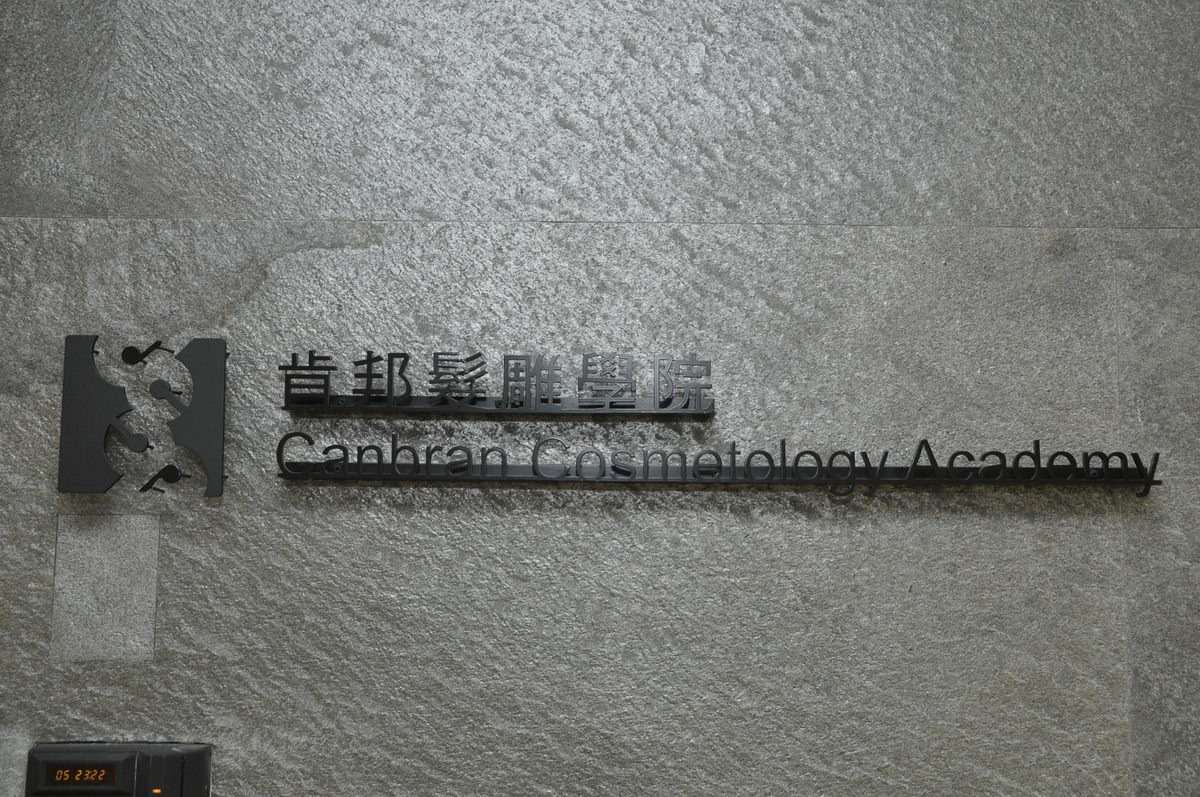 肯邦髮雕學院
Canbran Cosmetology Academy
05 23:22